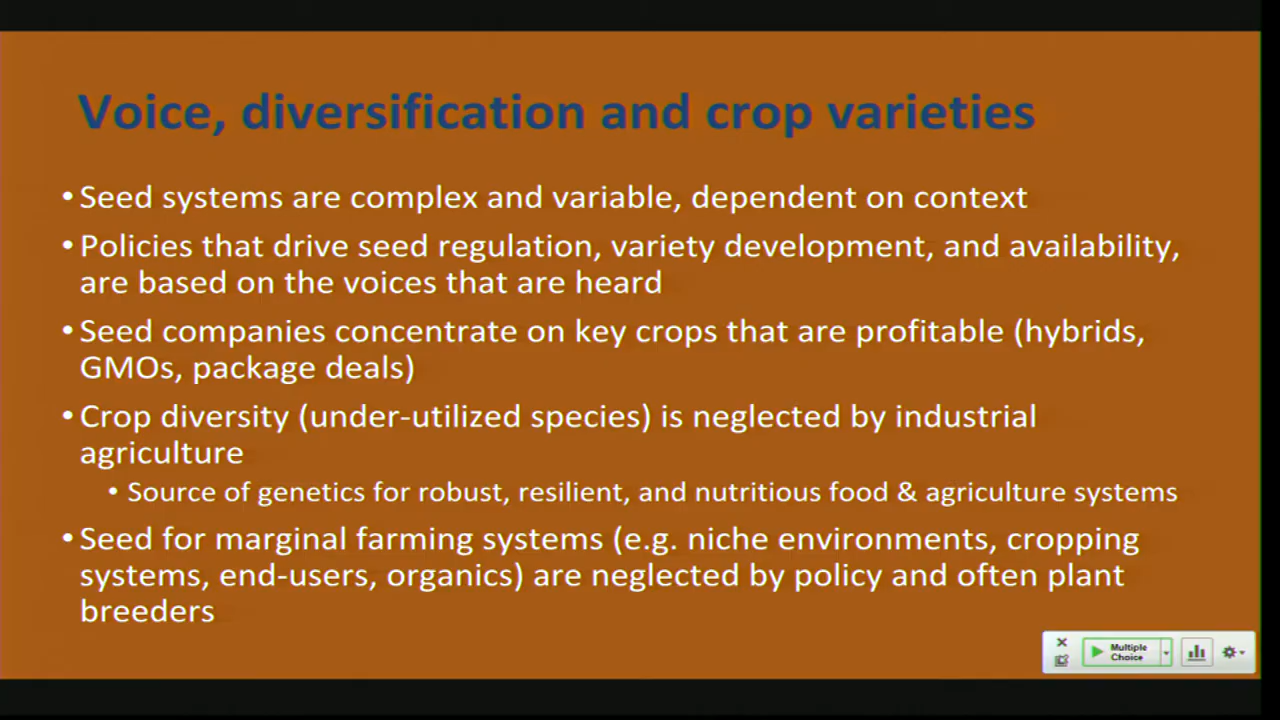 Voice, diversification and crop varieties
• Seed systems are complex and variable, dependent on context
• Policies that drive seed regulation, variety development, and availability,
are based on the voices that are heard
• Seed companies concentrate on key crops that are profitable (hybrids,
GMOs, package deals)
• Crop diversity (under-utilized species) is neglected by industrial
agriculture
• Source of genetics for robust, resilient, and nutritious food & agriculture systems
• Seed for marginal farming systems (e.g. niche environments, cropping
systems, end-users, organics) are neglected by policy and often plant
breeders
Multiple
Choice